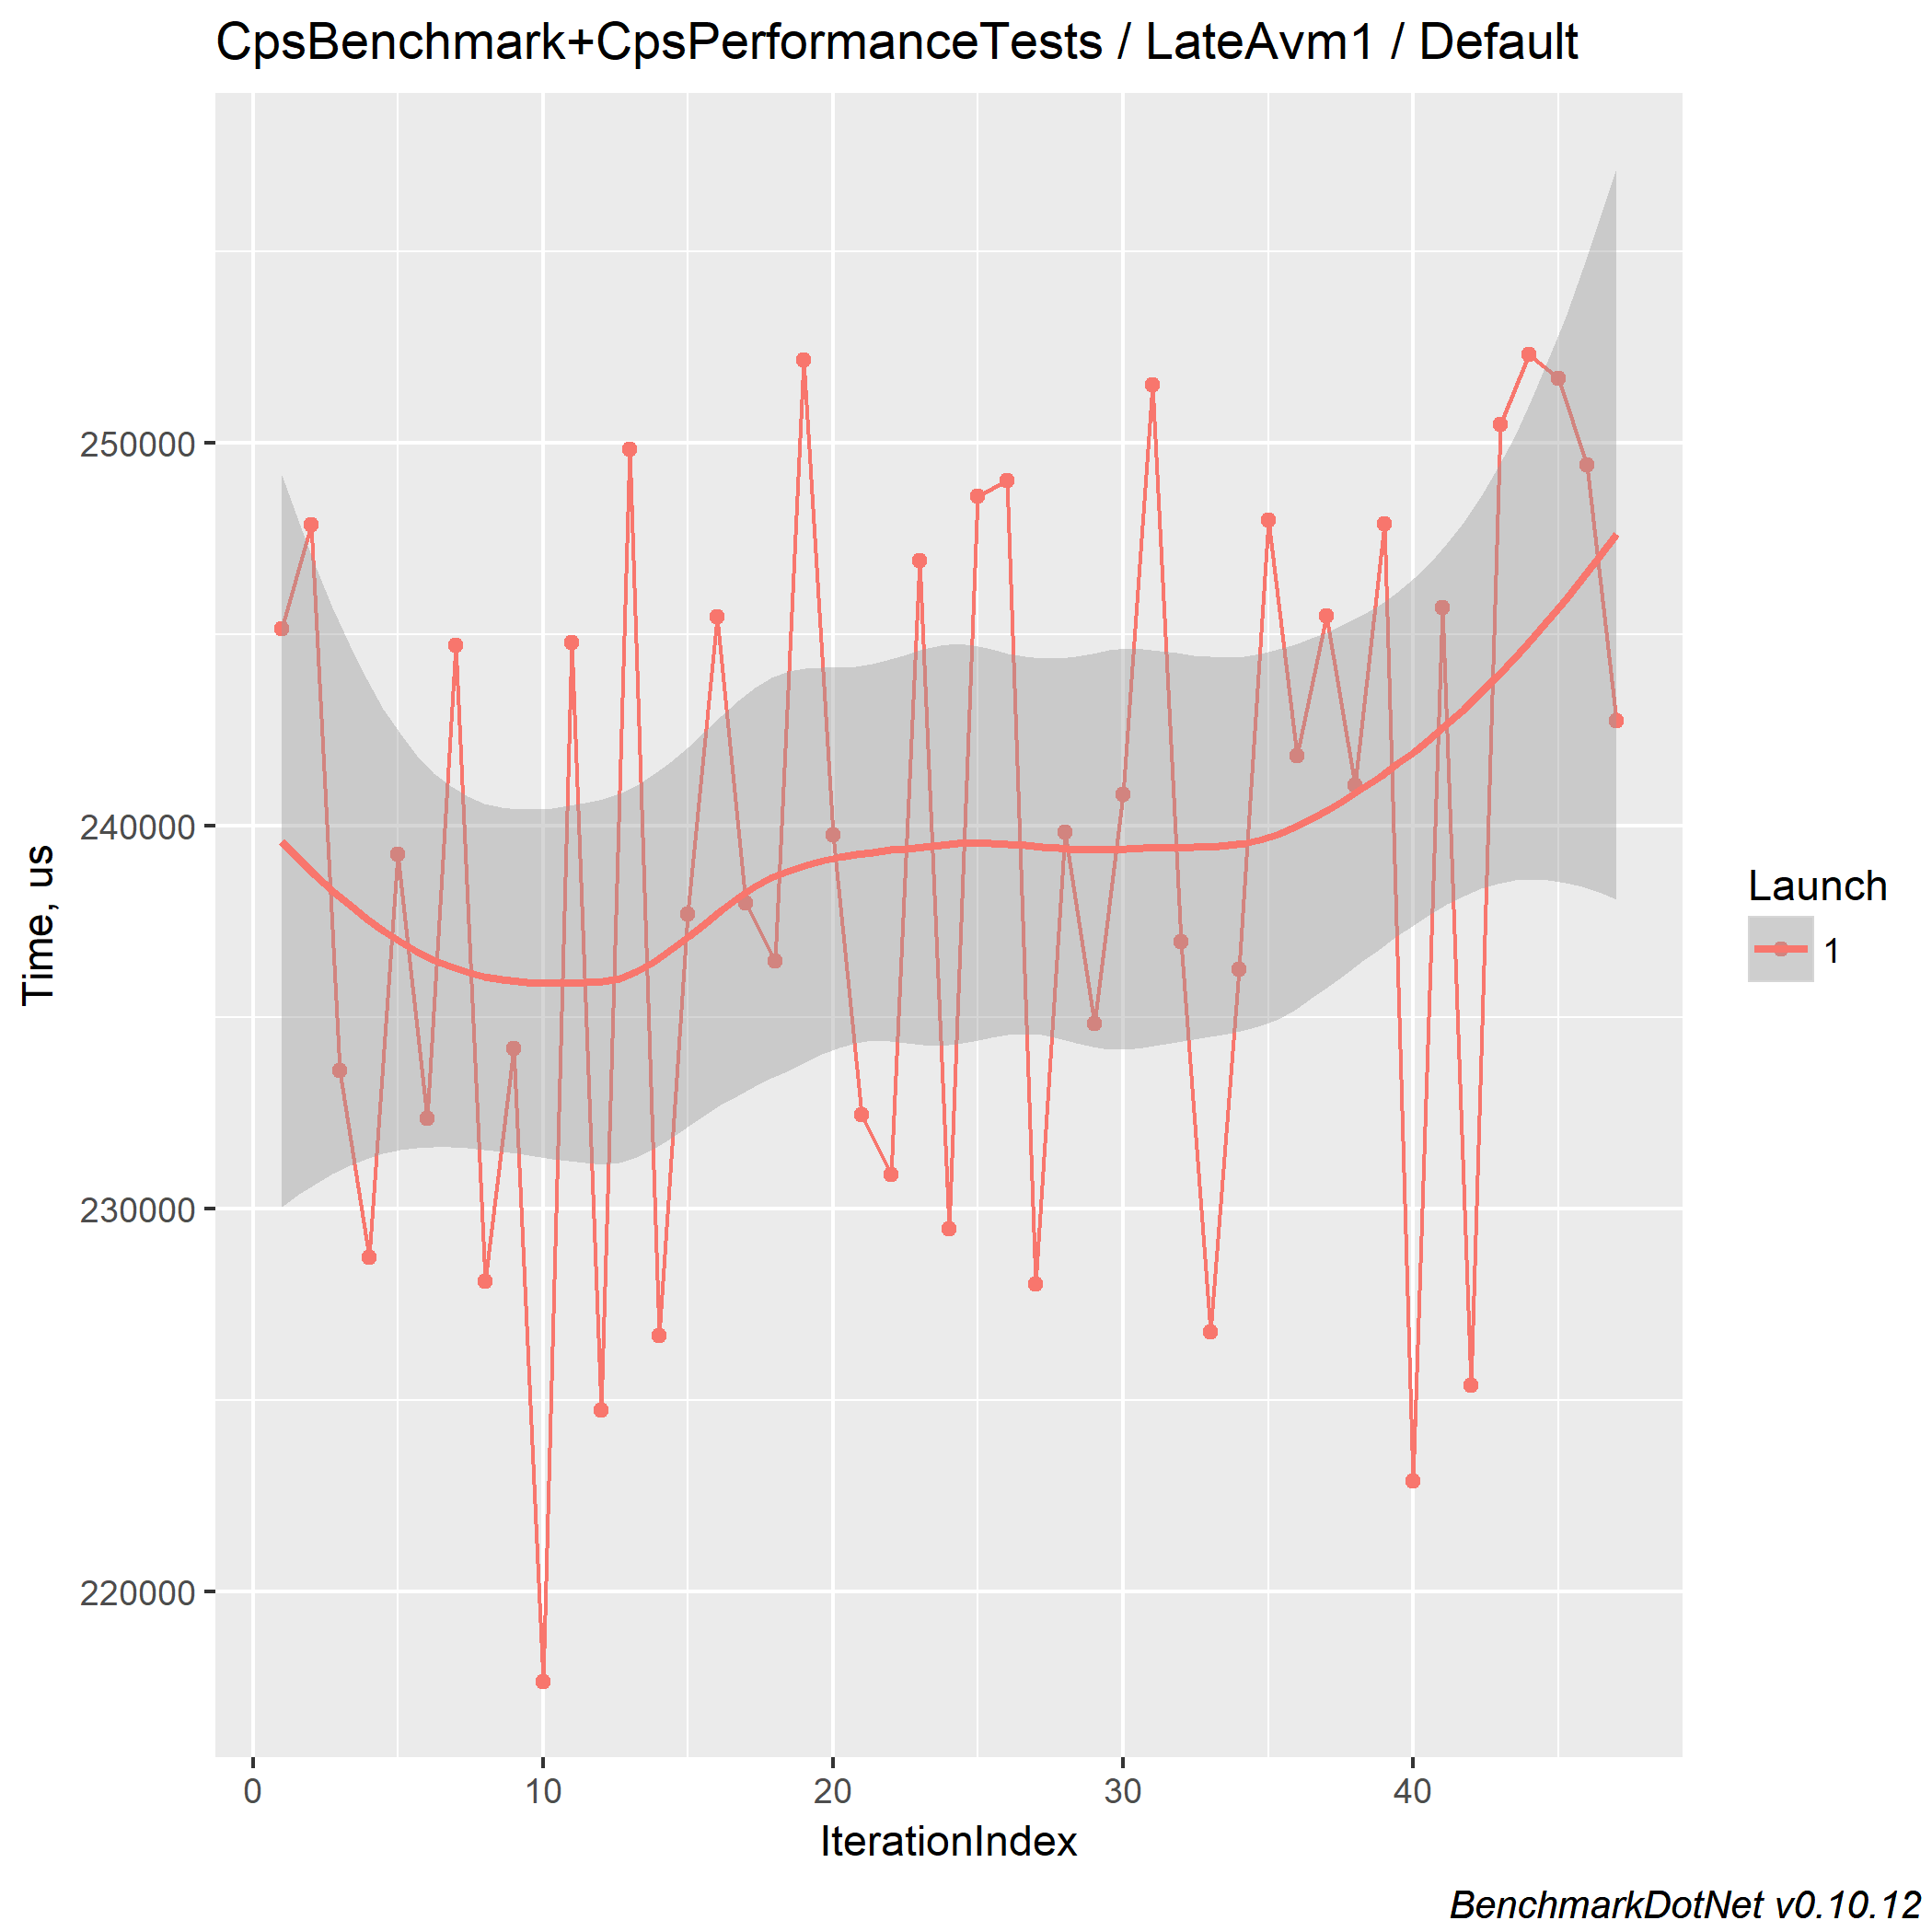 CpsBenchmark+CpsPerformanceTests / LateAvm1 / Default
Time, us
250000
240000
230000
220000
0 10 20 30 40
IterationIndex
Launch
1
BenchmarkDotNet v0.10.12